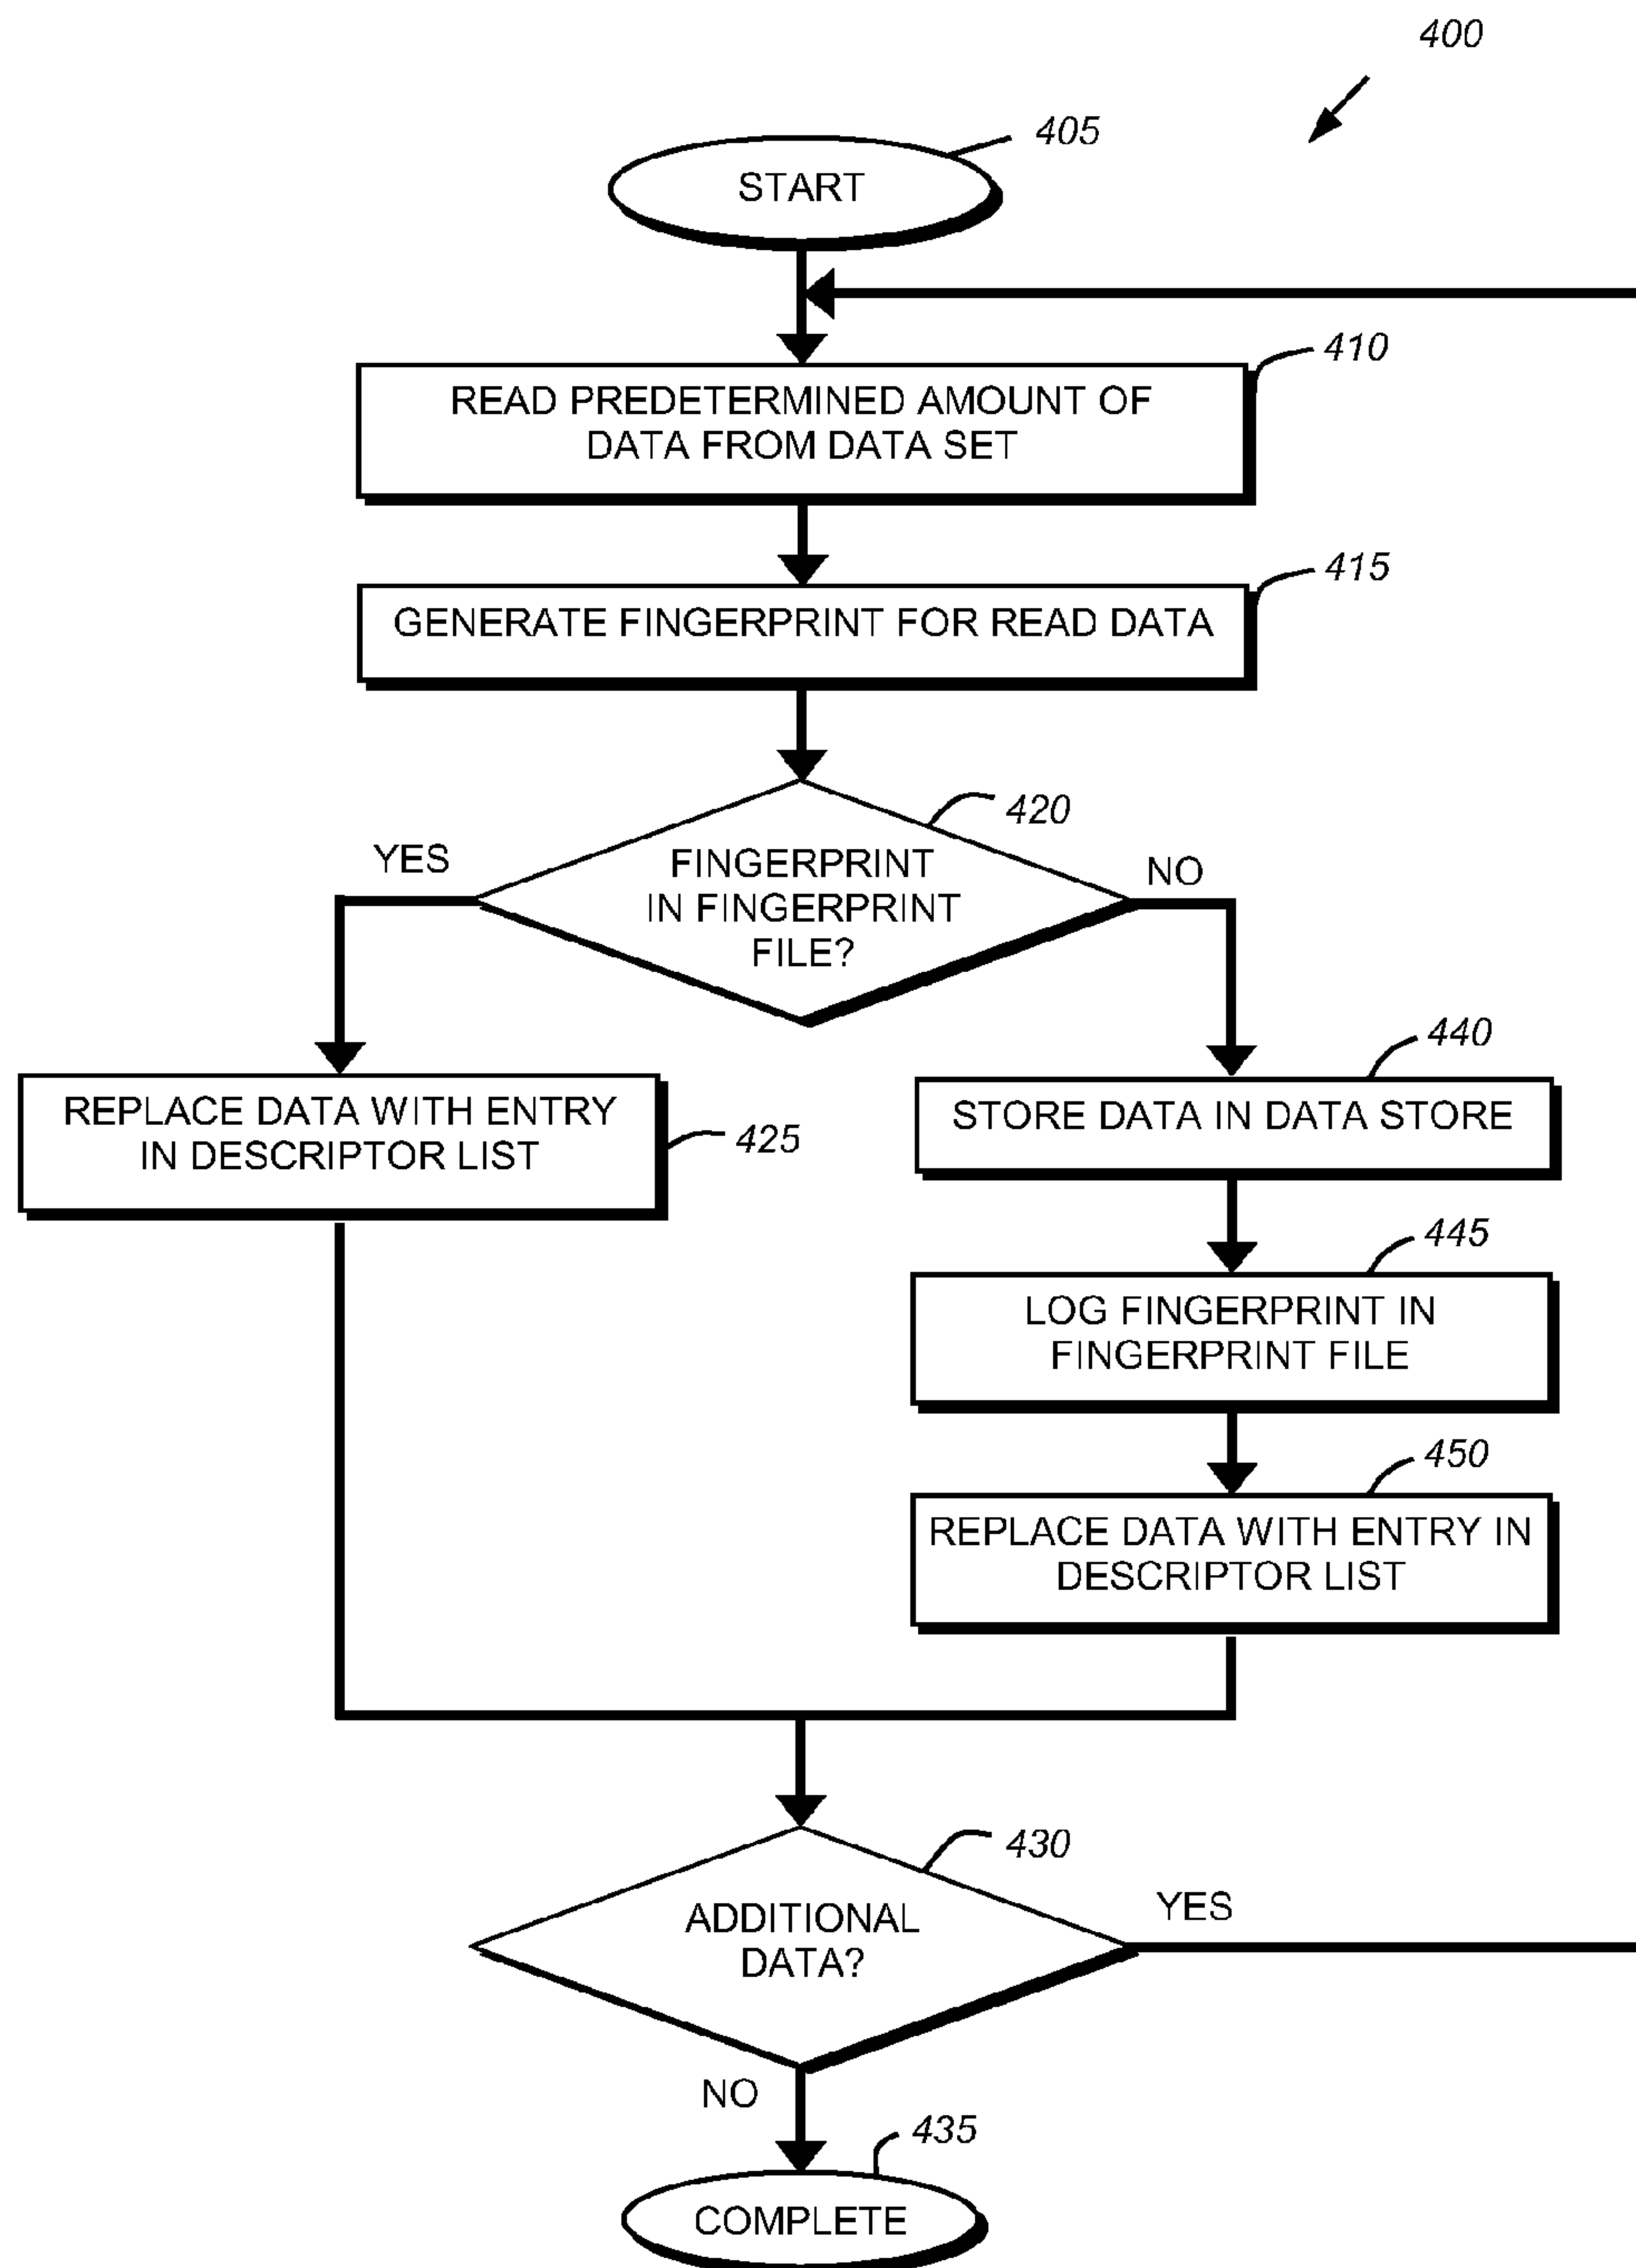 400
405
START
410
READ PREDETERMINED AMOUNT OF
DATA FROM DATA SET
415
GENERATE FINGERPRINT FOR READ DATA
420
YES
NO
FINGERPRINT
IN FINGERPRINT
FILE?
440
REPLACE DATA WITH ENTRY
IN DESCRIPTOR LIST
425
STORE DATA IN DATA STORE
445
LOG FINGERPRINT IN
FINGERPRINT FILE
450
REPLACE DATA WITH ENTRY IN
DESCRIPTOR LIST
430
YES
ADDITIONAL
DATA?
NO
435
COMPLETE